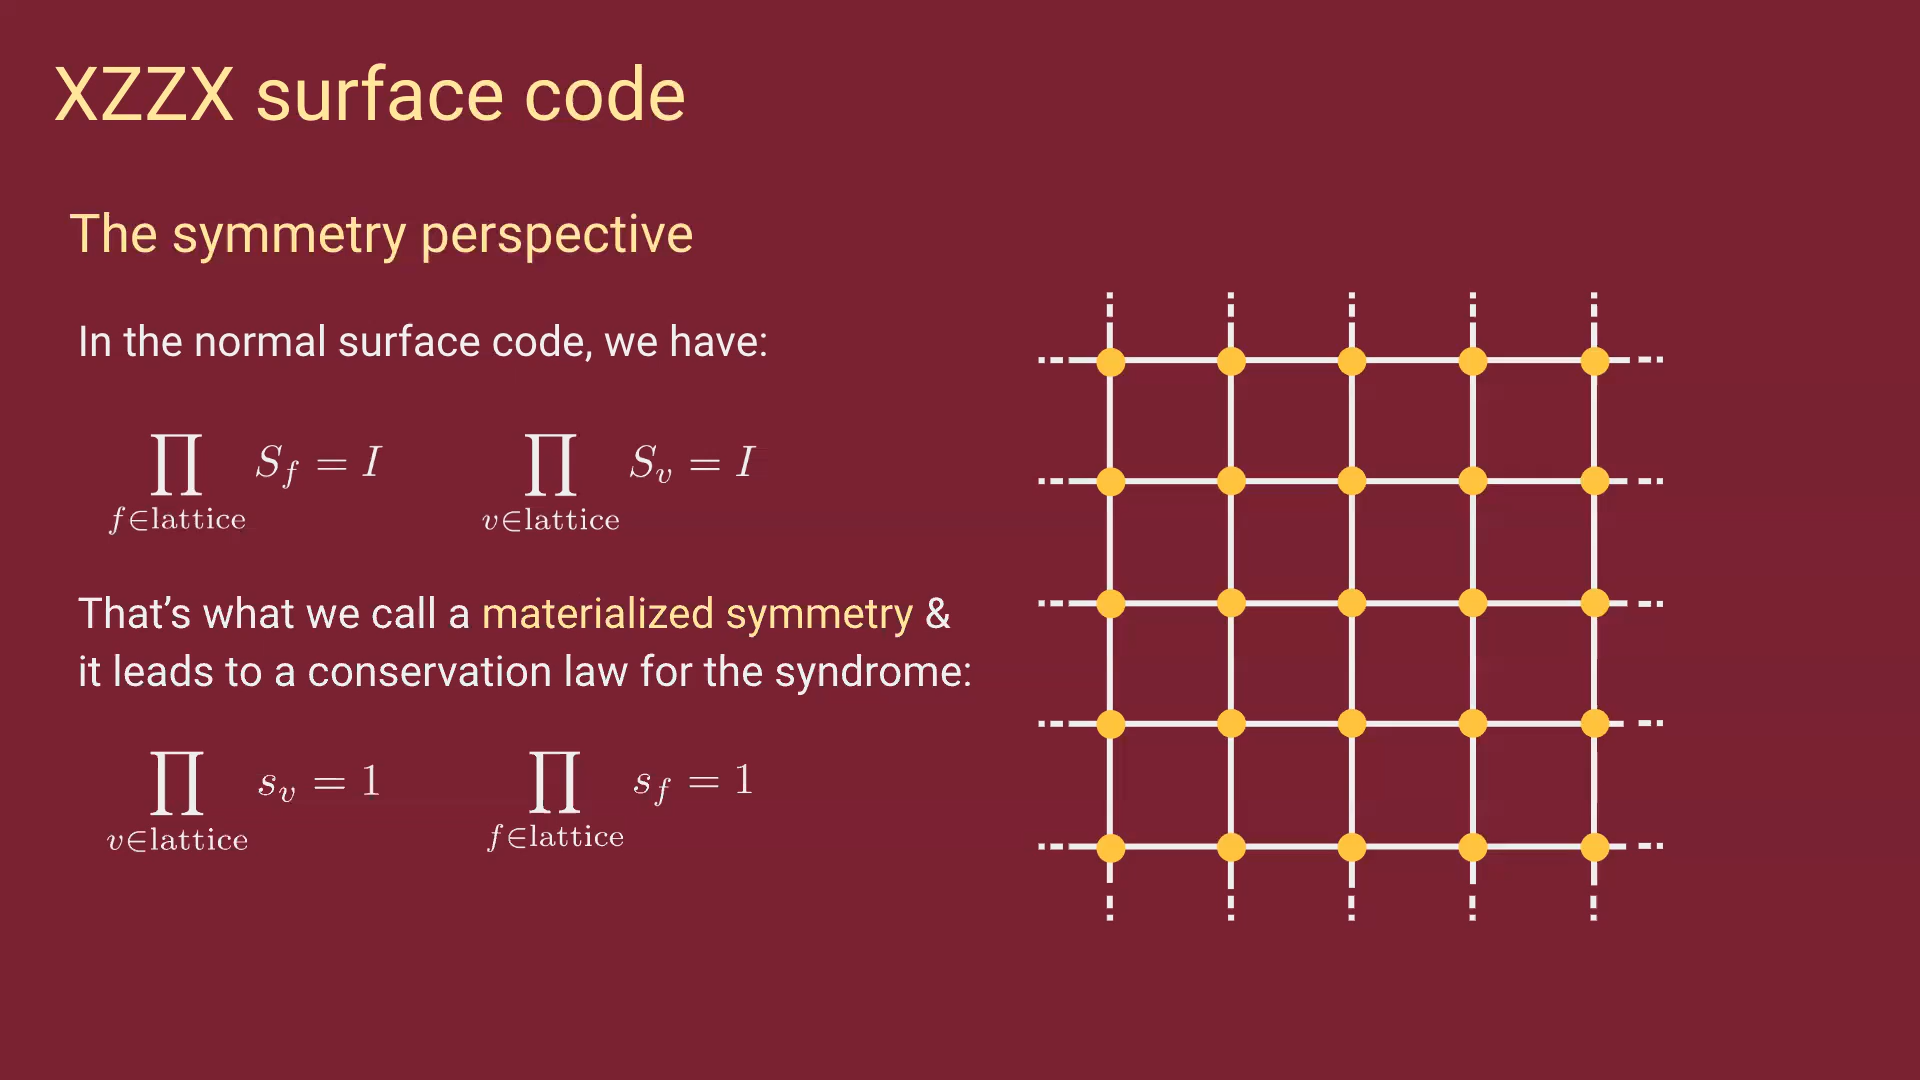 XZZX surface code
The symmetry perspective
In the normal surface code, we have:
∏ S_f = I ∏ S_v = I
f∈lattice v∈lattice
That’s what we call a materialized symmetry &
it leads to a conservation law for the syndrome:
∏ s_v = 1 ∏ s_f = 1
v∈lattice f∈lattice